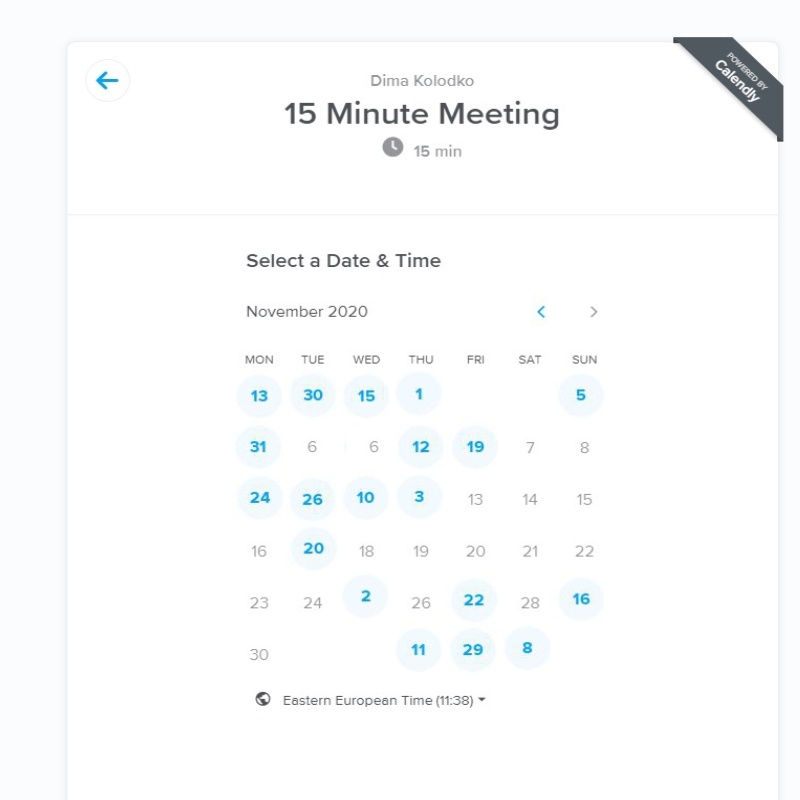 Dima Kolodko
POWERED BY
Calendly
15 Minute Meeting
15 min
Select a Date & Time
November 2020
MON TUE WED THU FRI SAT SUN
13 30 15 1 5
31 6 6 12 19 7 8
24 26 10 3 13 14 15
16 20 18 19 20 21 22
23 24 2 26 22 28 16
30 11 29 8
Eastern European Time (11:38)